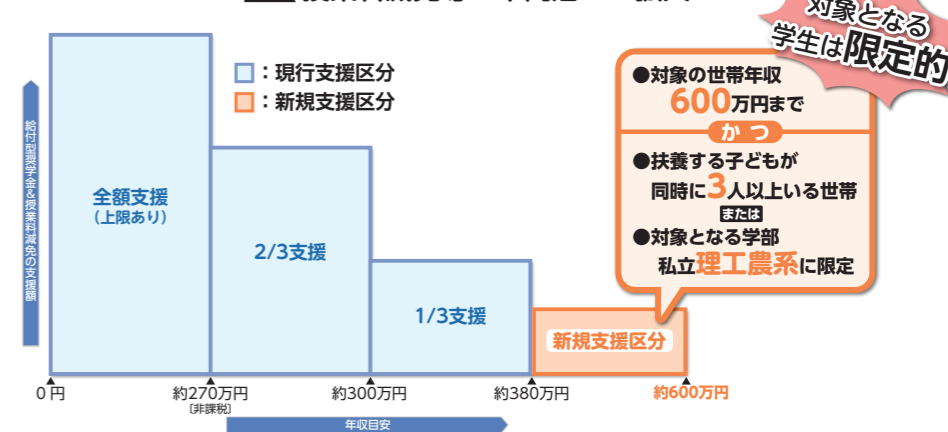 対象となる
学生は限定的
：現行支援区分
：新規支援区分
●対象の世帯年収
600万円まで
かつ
●扶養する子どもが
同時に3人以上いる世帯
または
●対象となる学部
私立理工農系に限定
給付型奨学金&授業料減免の支援額
全額支援
（上限あり）
2/3支援
1/3支援
新規支援区分
0円
約270万円
〔非課税〕
約300万円
約380万円
約600万円
年収目安